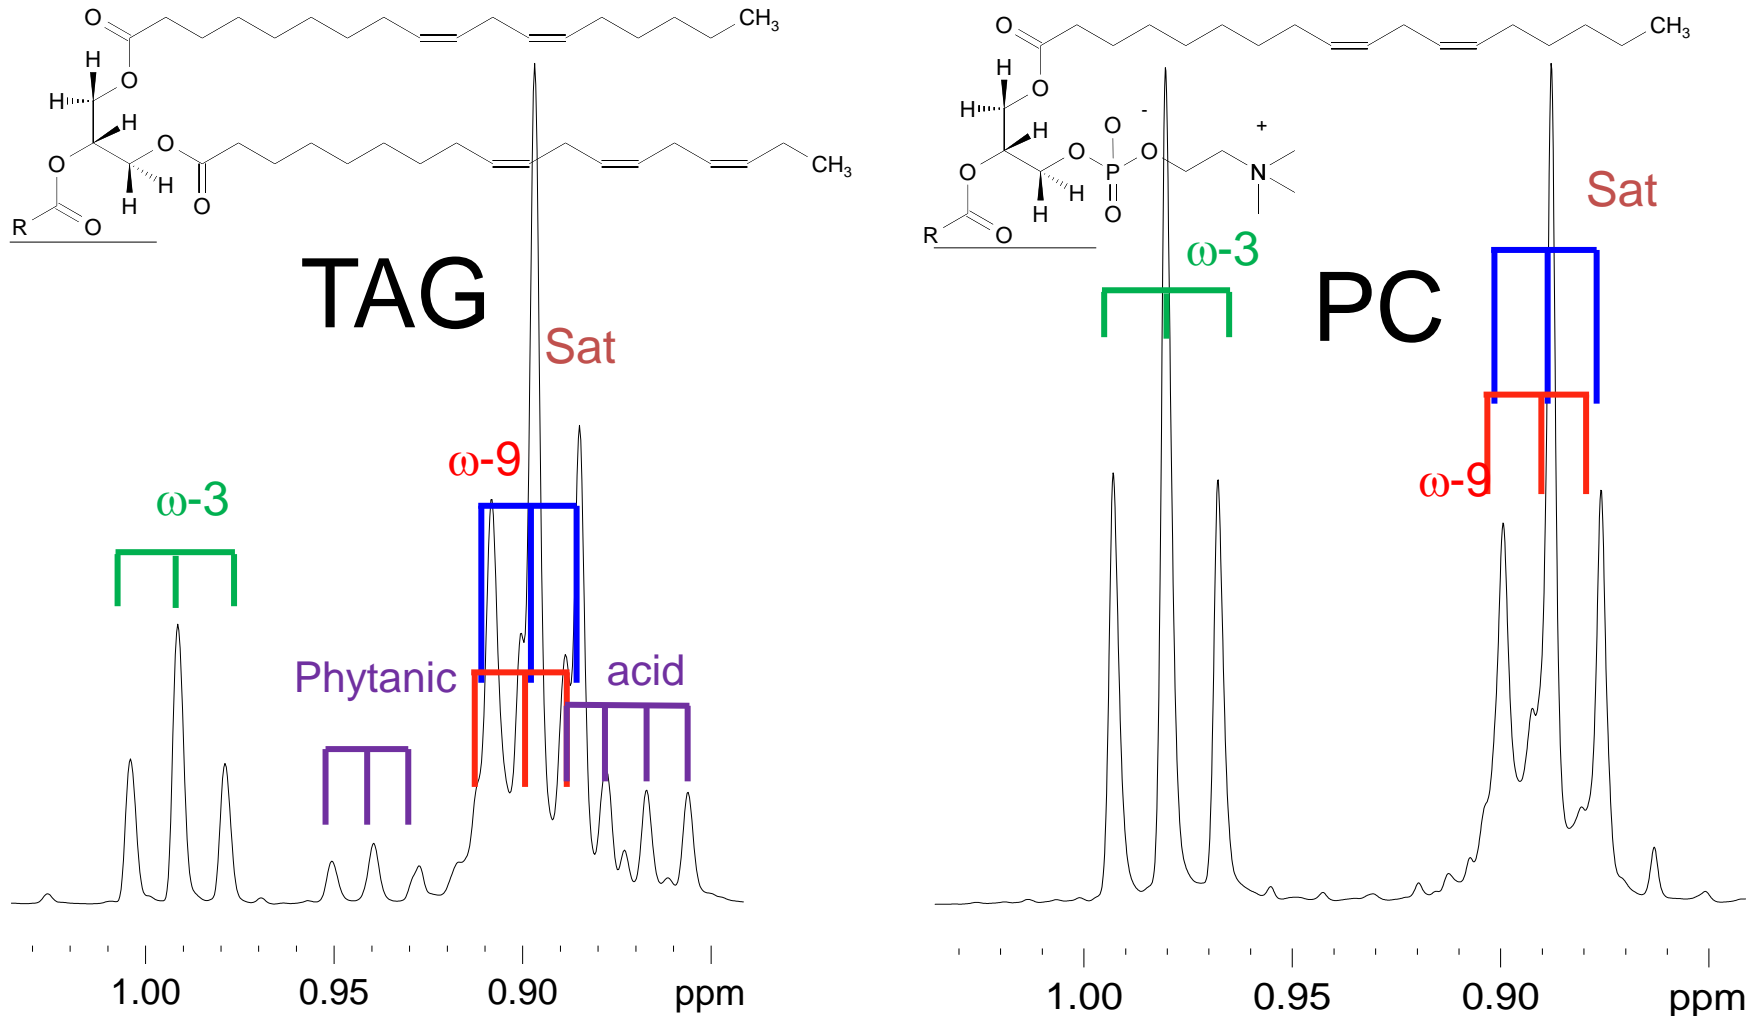 O
CH3
O
H
H
H
O
O
CH3
H
H
O
R
O
O
TAG
Sat
ω-9
ω-3
Phytanic
acid
1.00
0.95
0.90
ppm
O
CH3
O
H
H
H
O
O
P
O
-
O
N
+
H
H
O
R
O
Sat
ω-3
PC
ω-9
1.00
0.95
0.90
ppm